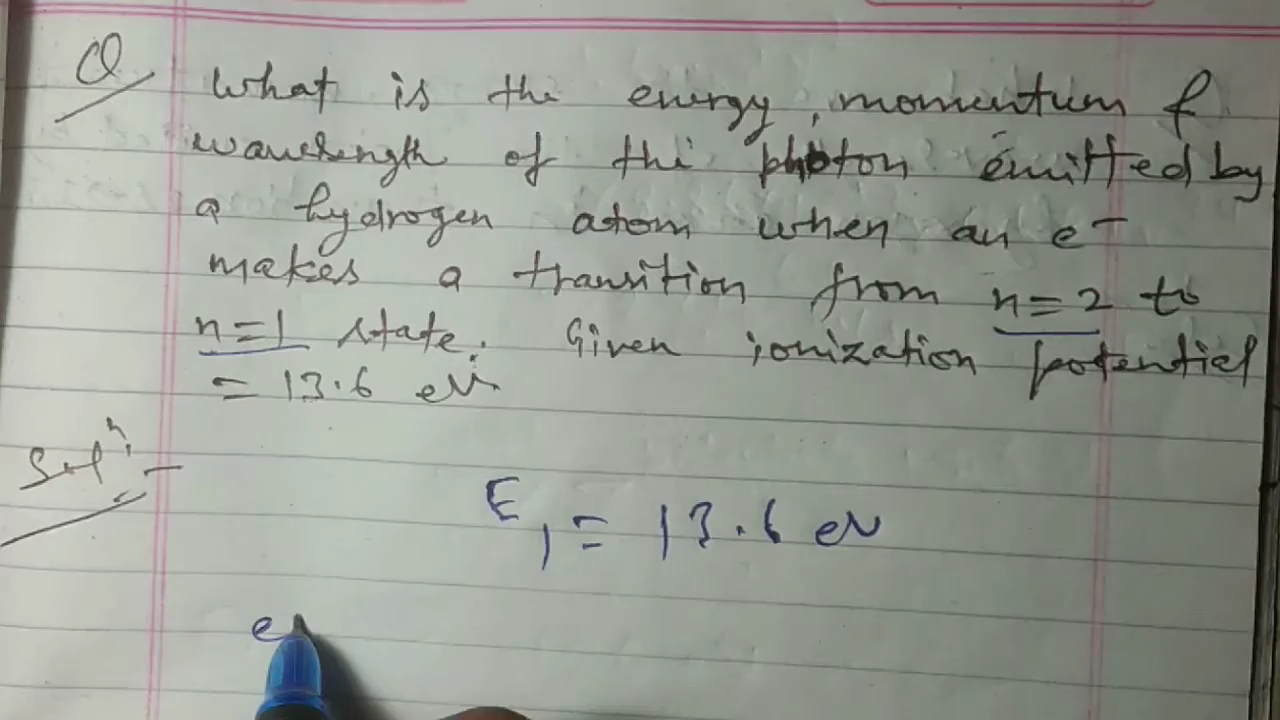 Q
What is the energy, momentum &
wavelength of the photon emitted by
a hydrogen atom when an e⁻
makes a transition from n=2 to
n=1 state. Given ionization potential
= 13.6 eV
Solⁿ:-
E₁ = 13.6 eV
e